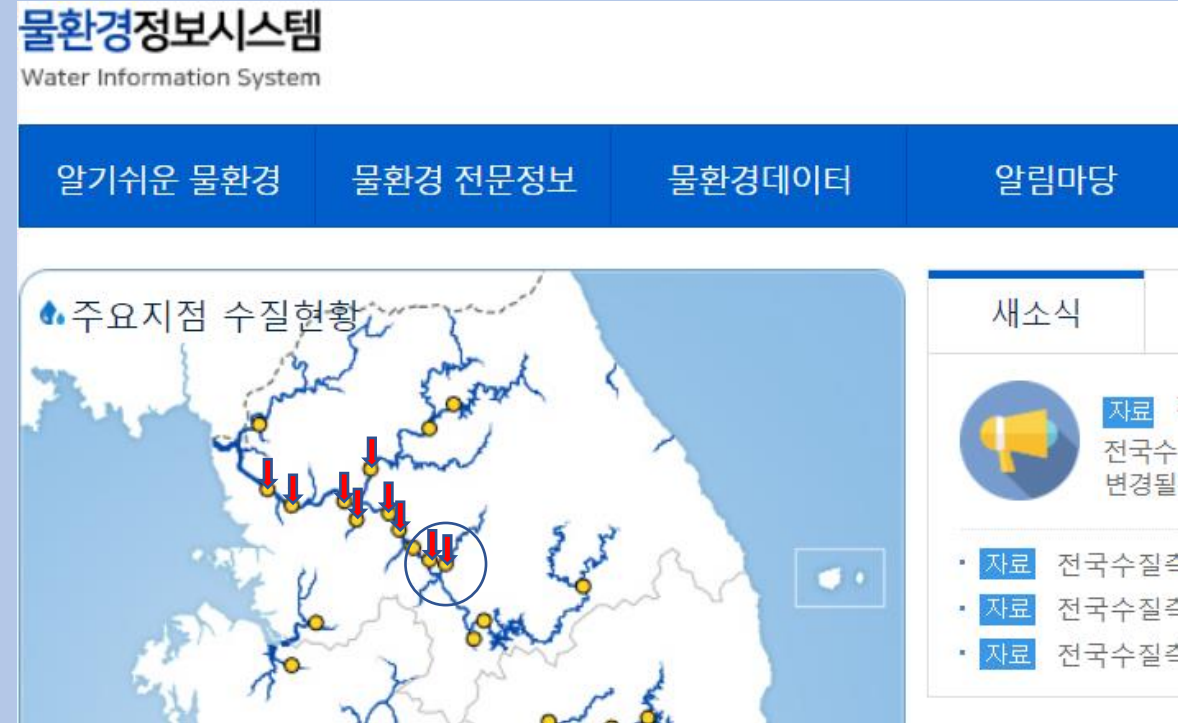 물환경정보시스템
Water Information System
알기쉬운 물환경
물환경 전문정보
물환경데이터
알림마당
주요지점 수질현황
새소식
자료
전국수
변경될
자료 전국수질측
자료 전국수질측
자료 전국수질측